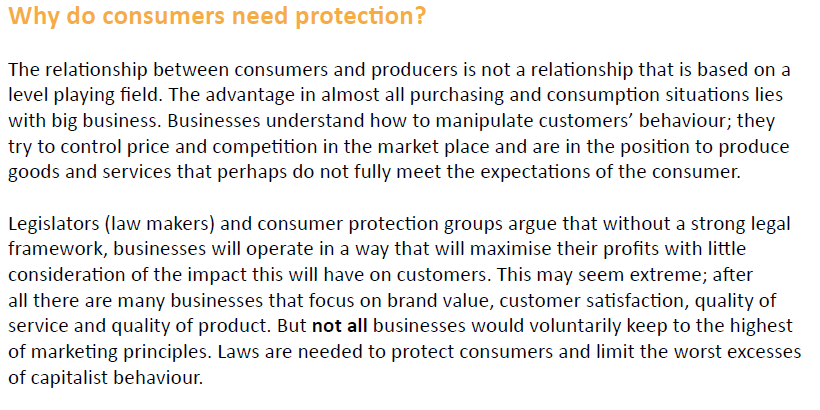 Why do consumers need protection?
The relationship between consumers and producers is not a relationship that is based on a
level playing field. The advantage in almost all purchasing and consumption situations lies
with big business. Businesses understand how to manipulate customers’ behaviour; they
try to control price and competition in the market place and are in the position to produce
goods and services that perhaps do not fully meet the expectations of the consumer.
Legislators (law makers) and consumer protection groups argue that without a strong legal
framework, businesses will operate in a way that will maximise their profits with little
consideration of the impact this will have on customers. This may seem extreme; after
all there are many businesses that focus on brand value, customer satisfaction, quality of
service and quality of product. But not all businesses would voluntarily keep to the highest
of marketing principles. Laws are needed to protect consumers and limit the worst excesses
of capitalist behaviour.